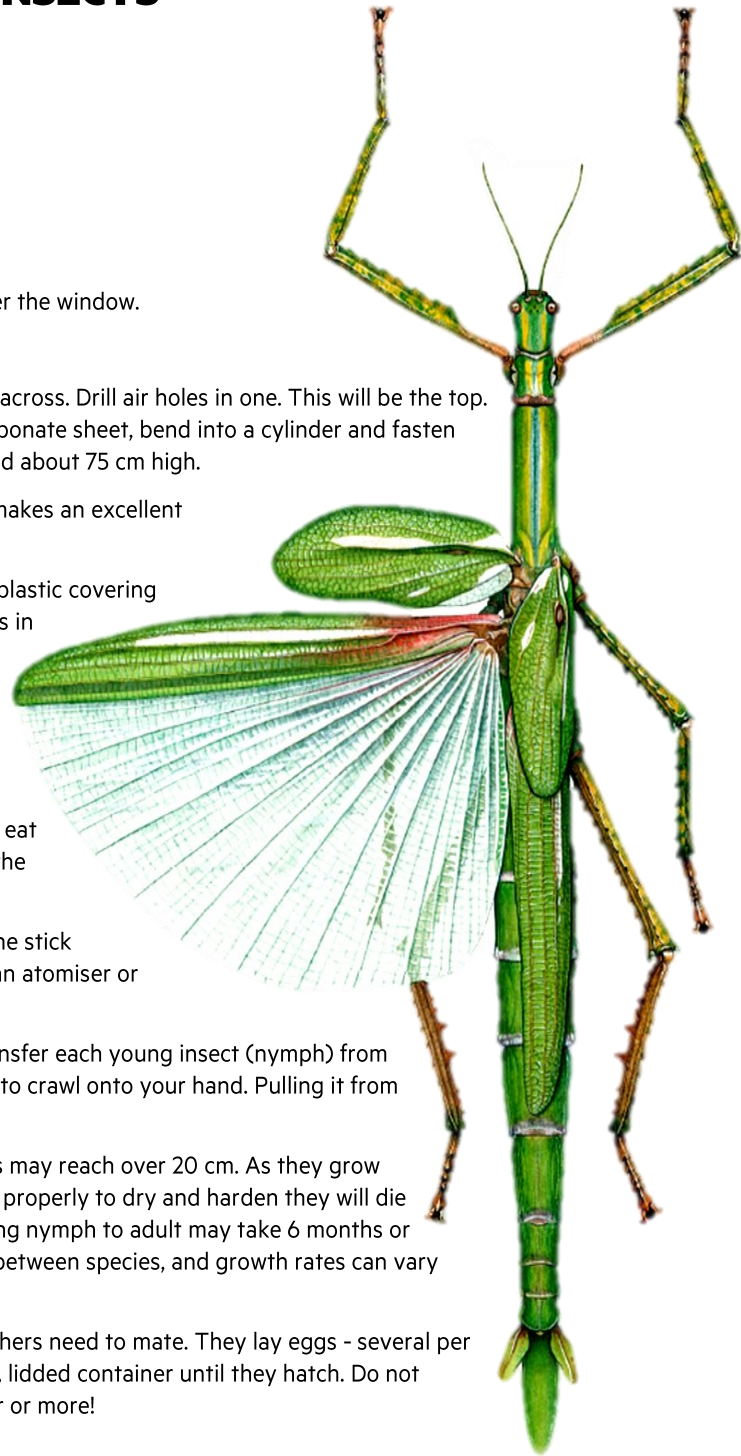 er the window.
across. Drill air holes in one. This will be the top.
bonate sheet, bend into a cylinder and fasten
d about 75 cm high.
makes an excellent
plastic covering
s in
eat
he
ne stick
an atomiser or
nsfer each young insect (nymph) from
to crawl onto your hand. Pulling it from
s may reach over 20 cm. As they grow
properly to dry and harden they will die
ng nymph to adult may take 6 months or
between species, and growth rates can vary
thers need to mate. They lay eggs - several per
, lidded container until they hatch. Do not
r or more!